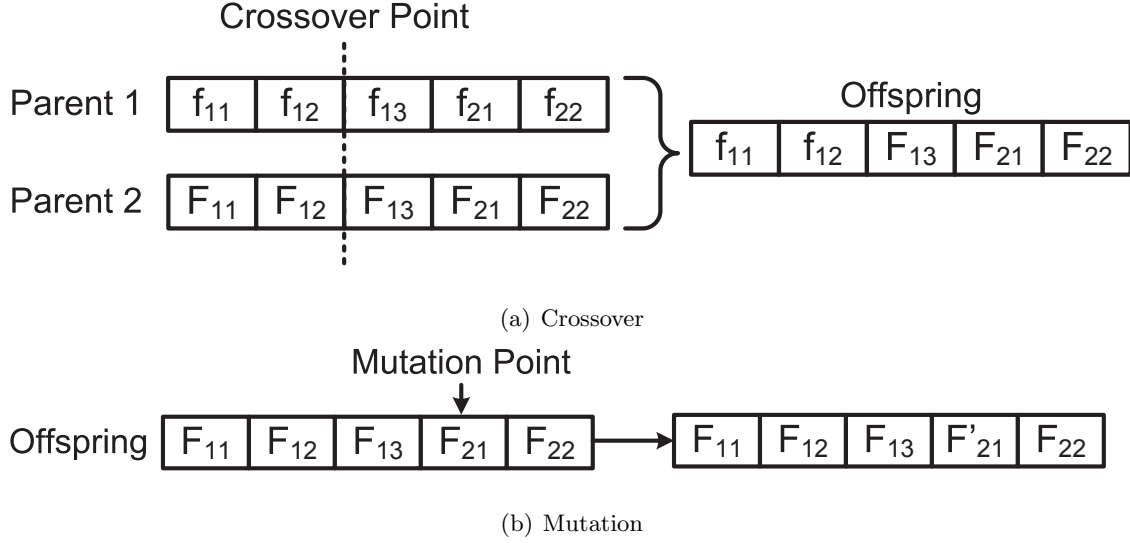 Crossover Point
Parent 1 f₁₁ f₁₂ f₁₃ f₂₁ f₂₂
Offspring
f₁₁ f₁₂ F₁₃ F₂₁ F₂₂
Parent 2 F₁₁ F₁₂ F₁₃ F₂₁ F₂₂
(a) Crossover
Mutation Point
Offspring F₁₁ F₁₂ F₁₃ F₂₁ F₂₂ F₁₁ F₁₂ F₁₃ F’₂₁ F₂₂
(b) Mutation